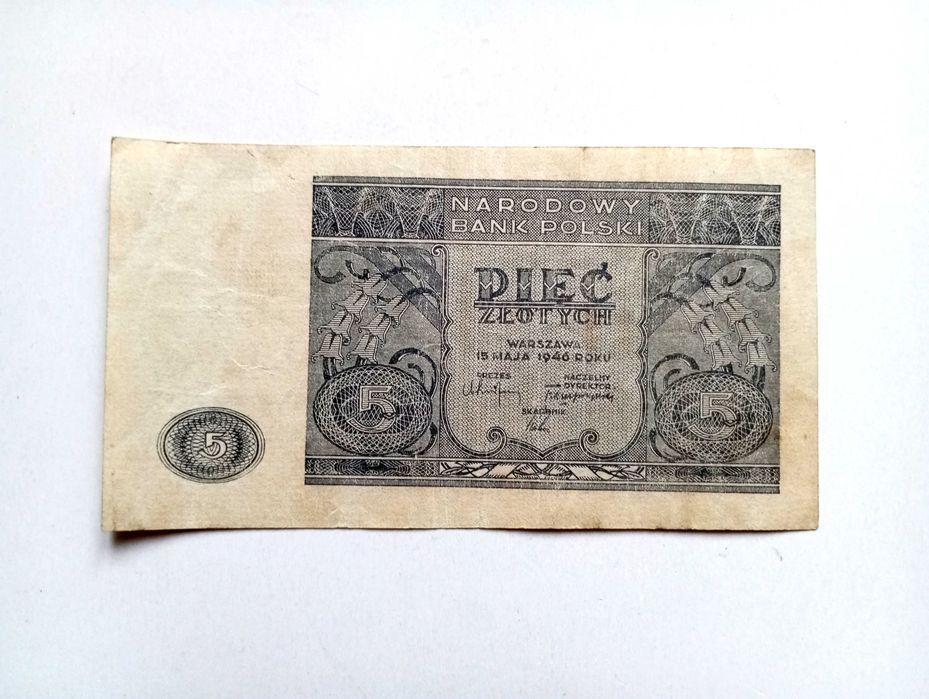 NARODOWY
BANK POLSKI
PIĘĆ
ZŁOTYCH
WARSZAWA
15 MAJA 1946 ROKU
PREZES
NACZELNY
DYREKTOR
SKARBNIK
5
5
5